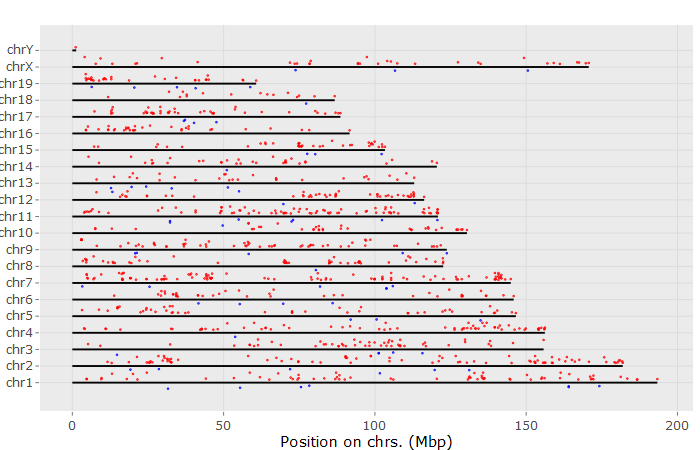 chrY
chrX
chr19
chr18
chr17
chr16
chr15
chr14
chr13
chr12
chr11
chr10
chr9
chr8
chr7
chr6
chr5
chr4
chr3
chr2
chr1
0 50 100 150 200
Position on chrs. (Mbp)